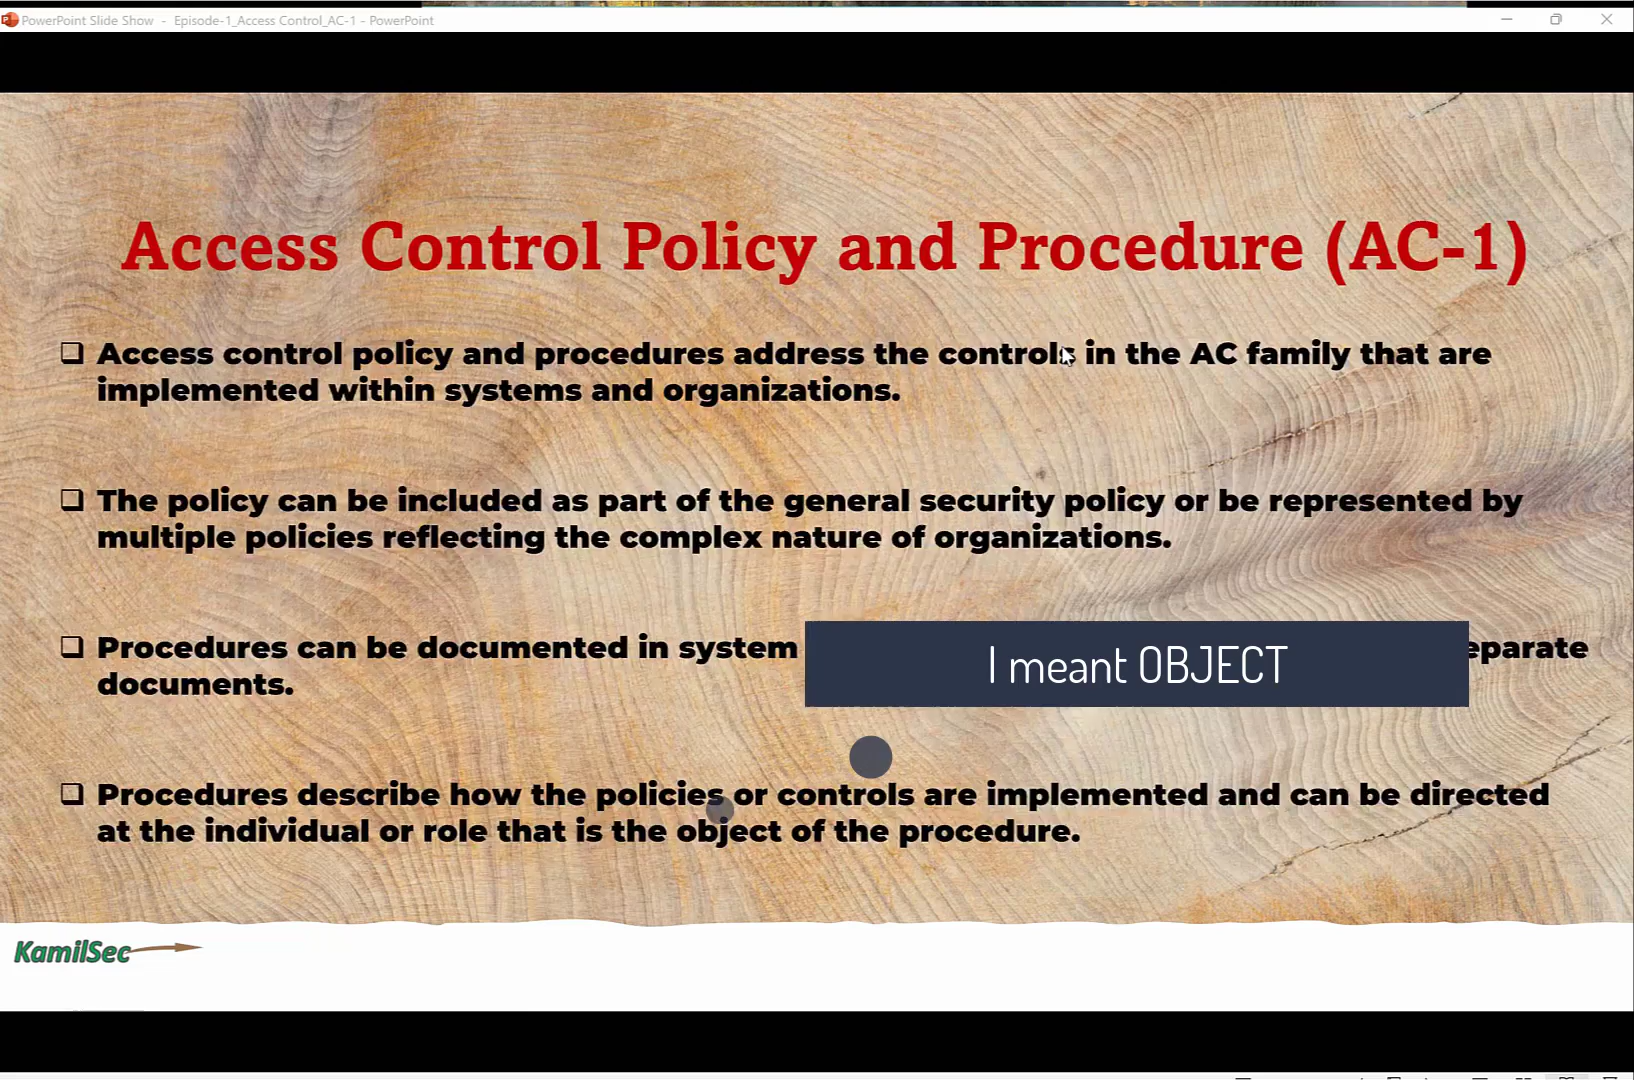 PowerPoint Slide Show - Episode-1_Access Control_AC-1 - PowerPoint
Access Control Policy and Procedure (AC-1)
Access control policy and procedures address the controls in the AC family that are
implemented within systems and organizations.
The policy can be included as part of the general security policy or be represented by
multiple policies reflecting the complex nature of organizations.
Procedures can be documented in system
I meant OBJECT
documents.
Procedures describe how the policies or controls are implemented and can be directed
at the individual or role that is the object of the procedure.
KamilSec